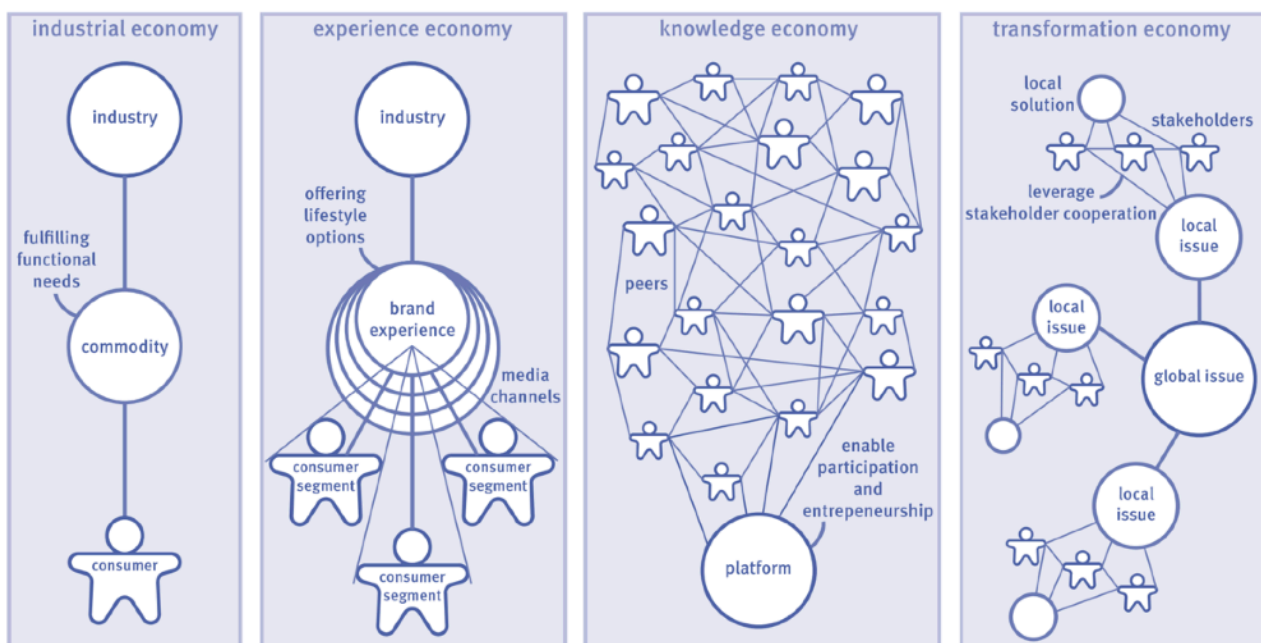 industrial economy
industry
fulfilling
functional
needs
commodity
consumer
experience economy
industry
offering
lifestyle
options
brand
experience
media
channels
consumer
segment
consumer
segment
consumer
segment
knowledge economy
peers
enable
participation
and
entrepeneurship
platform
transformation economy
local
solution
stakeholders
leverage
stakeholder cooperation
local
issue
local
issue
global issue
local
issue